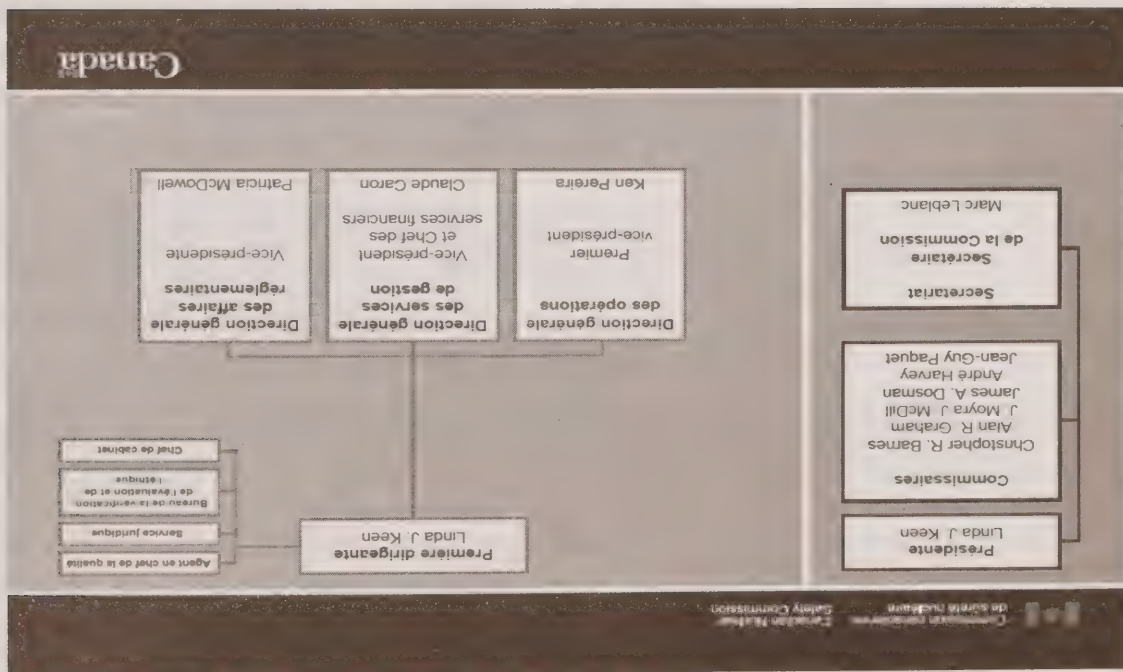 Commission canadienne
de sûreté nucléaire
Canadian Nuclear
Safety Commission
Présidente
Linda J. Keen
Commissaires
Christopher R. Barnes
Alan R. Graham
J. Moyra J. McDill
James A. Dosman
André Harvey
Jean-Guy Paquet
Secrétariat
Secrétaire
de la Commission
Marc Leblanc
Première dirigeante
Linda J. Keen
Agent en chef de la qualité
Service juridique
Bureau de la vérification
de l'évaluation et de
l'éthique
Chef de cabinet
Direction générale
des opérations
Premier
vice-président
Ken Pereira
Direction générale
des services
de gestion
Vice-président
et Chef des
services financiers
Claude Caron
Direction générale
des affaires
réglementaires
Vice-présidente
Patricia McDowell
Canada